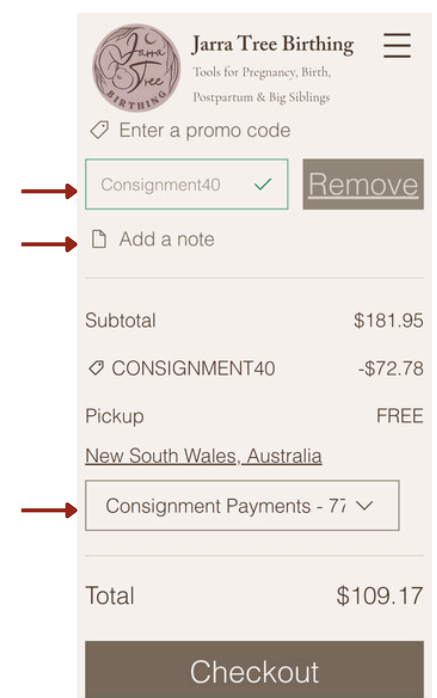 Jarra Tree BIRTHING
Jarra Tree Birthing
Tools for Pregnancy, Birth,
Postpartum & Big Siblings
Enter a promo code
Consignment40
Remove
Add a note
Subtotal $181.95
CONSIGNMENT40 -$72.78
Pickup FREE
New South Wales, Australia
Consignment Payments - 77
Total $109.17
Checkout